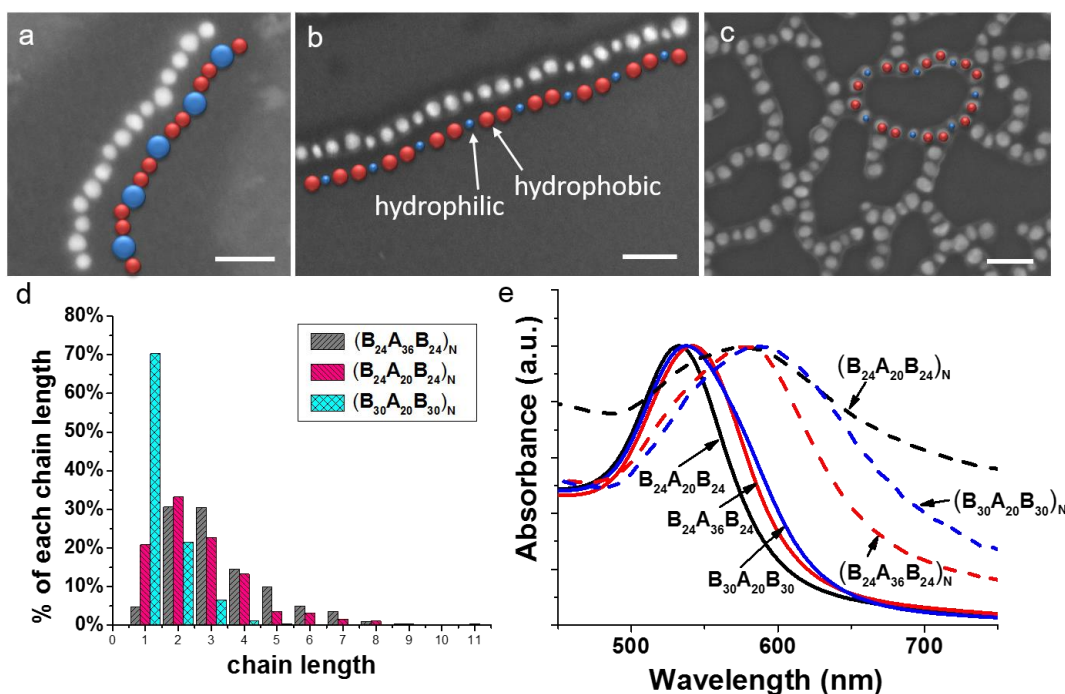 a
b
c
hydrophilic
hydrophobic
d
80%
70%
60%
50%
40%
30%
20%
10%
0%
% of each chain length
(B₂₄A₃₆B₂₄)N
(B₂₄A₂₀B₂₄)N
(B₃₀A₂₀B₃₀)N
0 1 2 3 4 5 6 7 8 9 11
chain length
e
Absorbance (a.u.)
(B₂₄A₂₀B₂₄)N
B₂₄A₂₀B₂₄
B₂₄A₃₆B₂₄
B₃₀A₂₀B₃₀
(B₃₀A₂₀B₃₀)N
(B₂₄A₃₆B₂₄)N
500 600 700
Wavelength (nm)